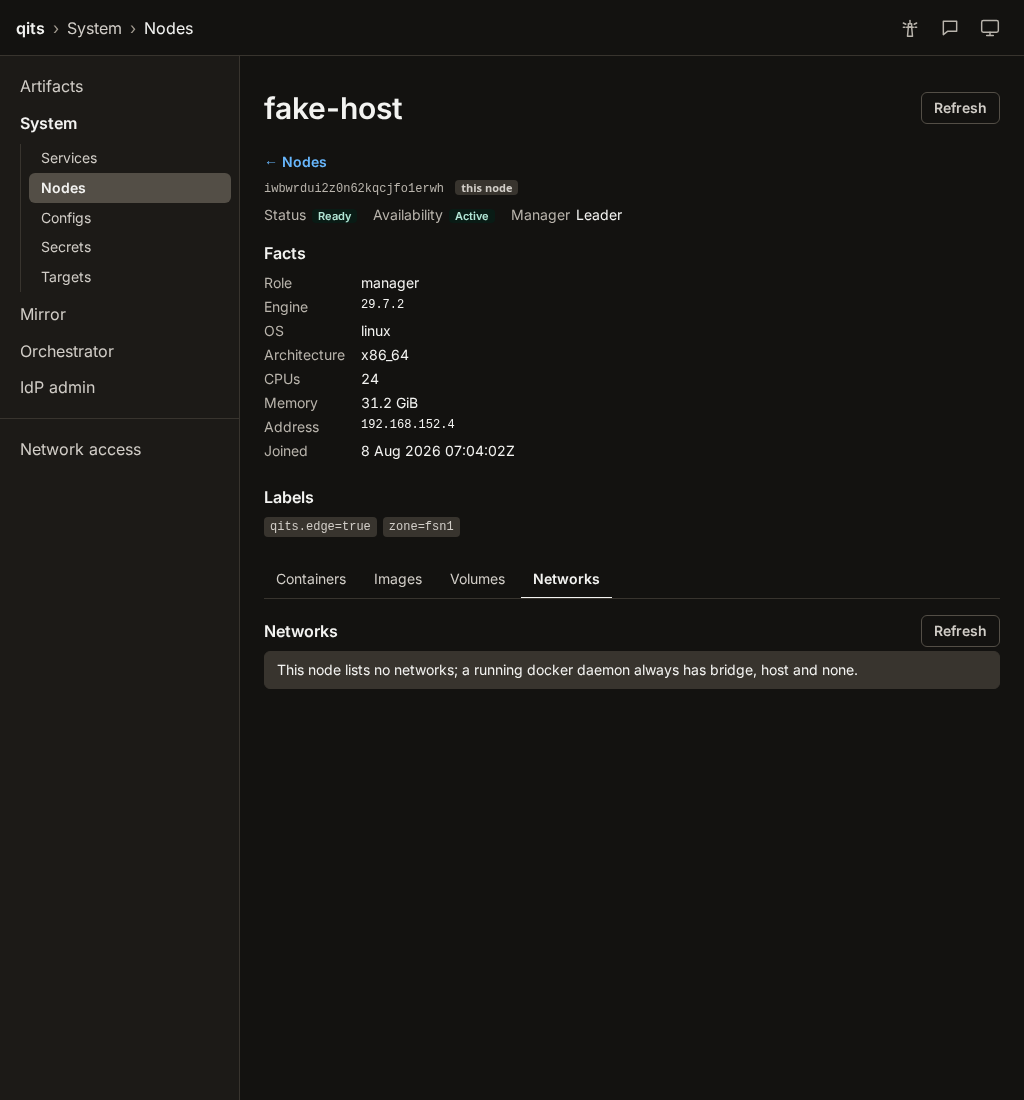 qits › System › Nodes
Artifacts
System
Services
Nodes
Configs
Secrets
Targets
Mirror
Orchestrator
IdP admin
Network access
fake-host
Refresh
← Nodes
iwbwrdui2z0n62kqcjfo1erwh this node
Status Ready Availability Active Manager Leader
Facts
Role manager
Engine 29.7.2
OS linux
Architecture x86_64
CPUs 24
Memory 31.2 GiB
Address 192.168.152.4
Joined 8 Aug 2026 07:04:02Z
Labels
qits.edge=true zone=fsn1
Containers Images Volumes Networks
Networks Refresh
This node lists no networks; a running docker daemon always has bridge, host and none.